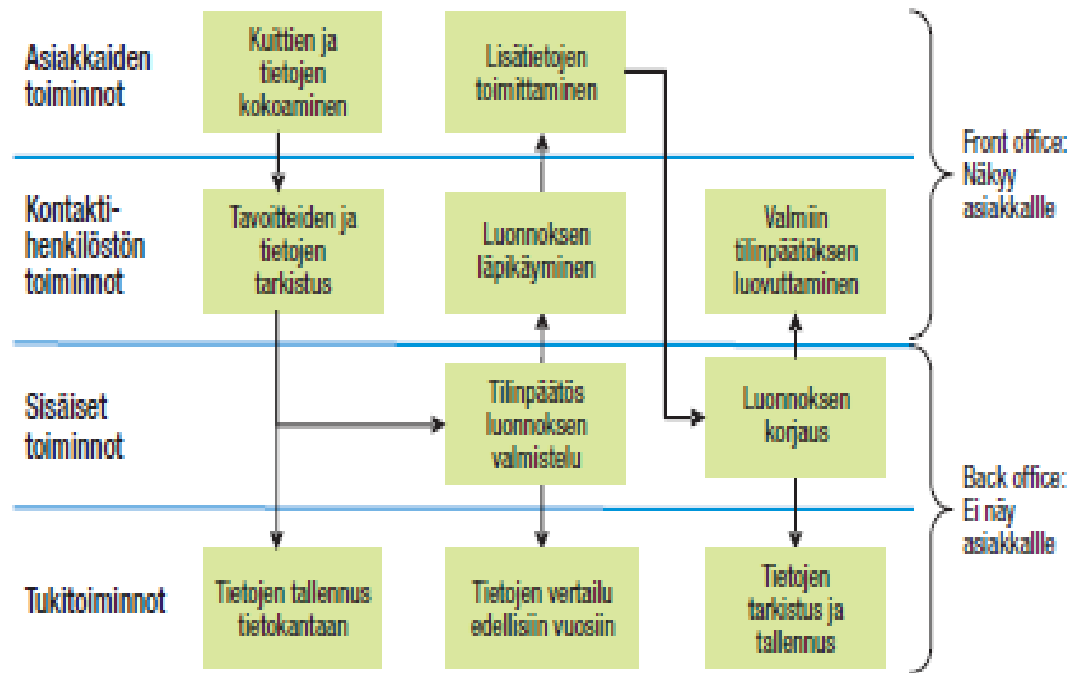 Asiakkaiden
toiminnot
Kuittien ja
tietojen
kokoaminen
Lisätietojen
toimittaminen
Front office:
Näkyy
asiakkallle
Kontakti-
henkilöstön
toiminnot
Tavoitteiden ja
tietojen
tarkistus
Luonnoksen
läpikäyminen
Valmiin
tilinpäätöksen
luovuttaminen
Sisäiset
toiminnot
Tilinpäätös
luonnoksen
valmistelu
Luonnoksen
korjaus
Back office:
Ei näy
asiakkallle
Tukitoiminnot
Tietojen tallennus
tietokantaan
Tietojen vertailu
edellisiin vuosiin
Tietojen
tarkistus ja
tallennus